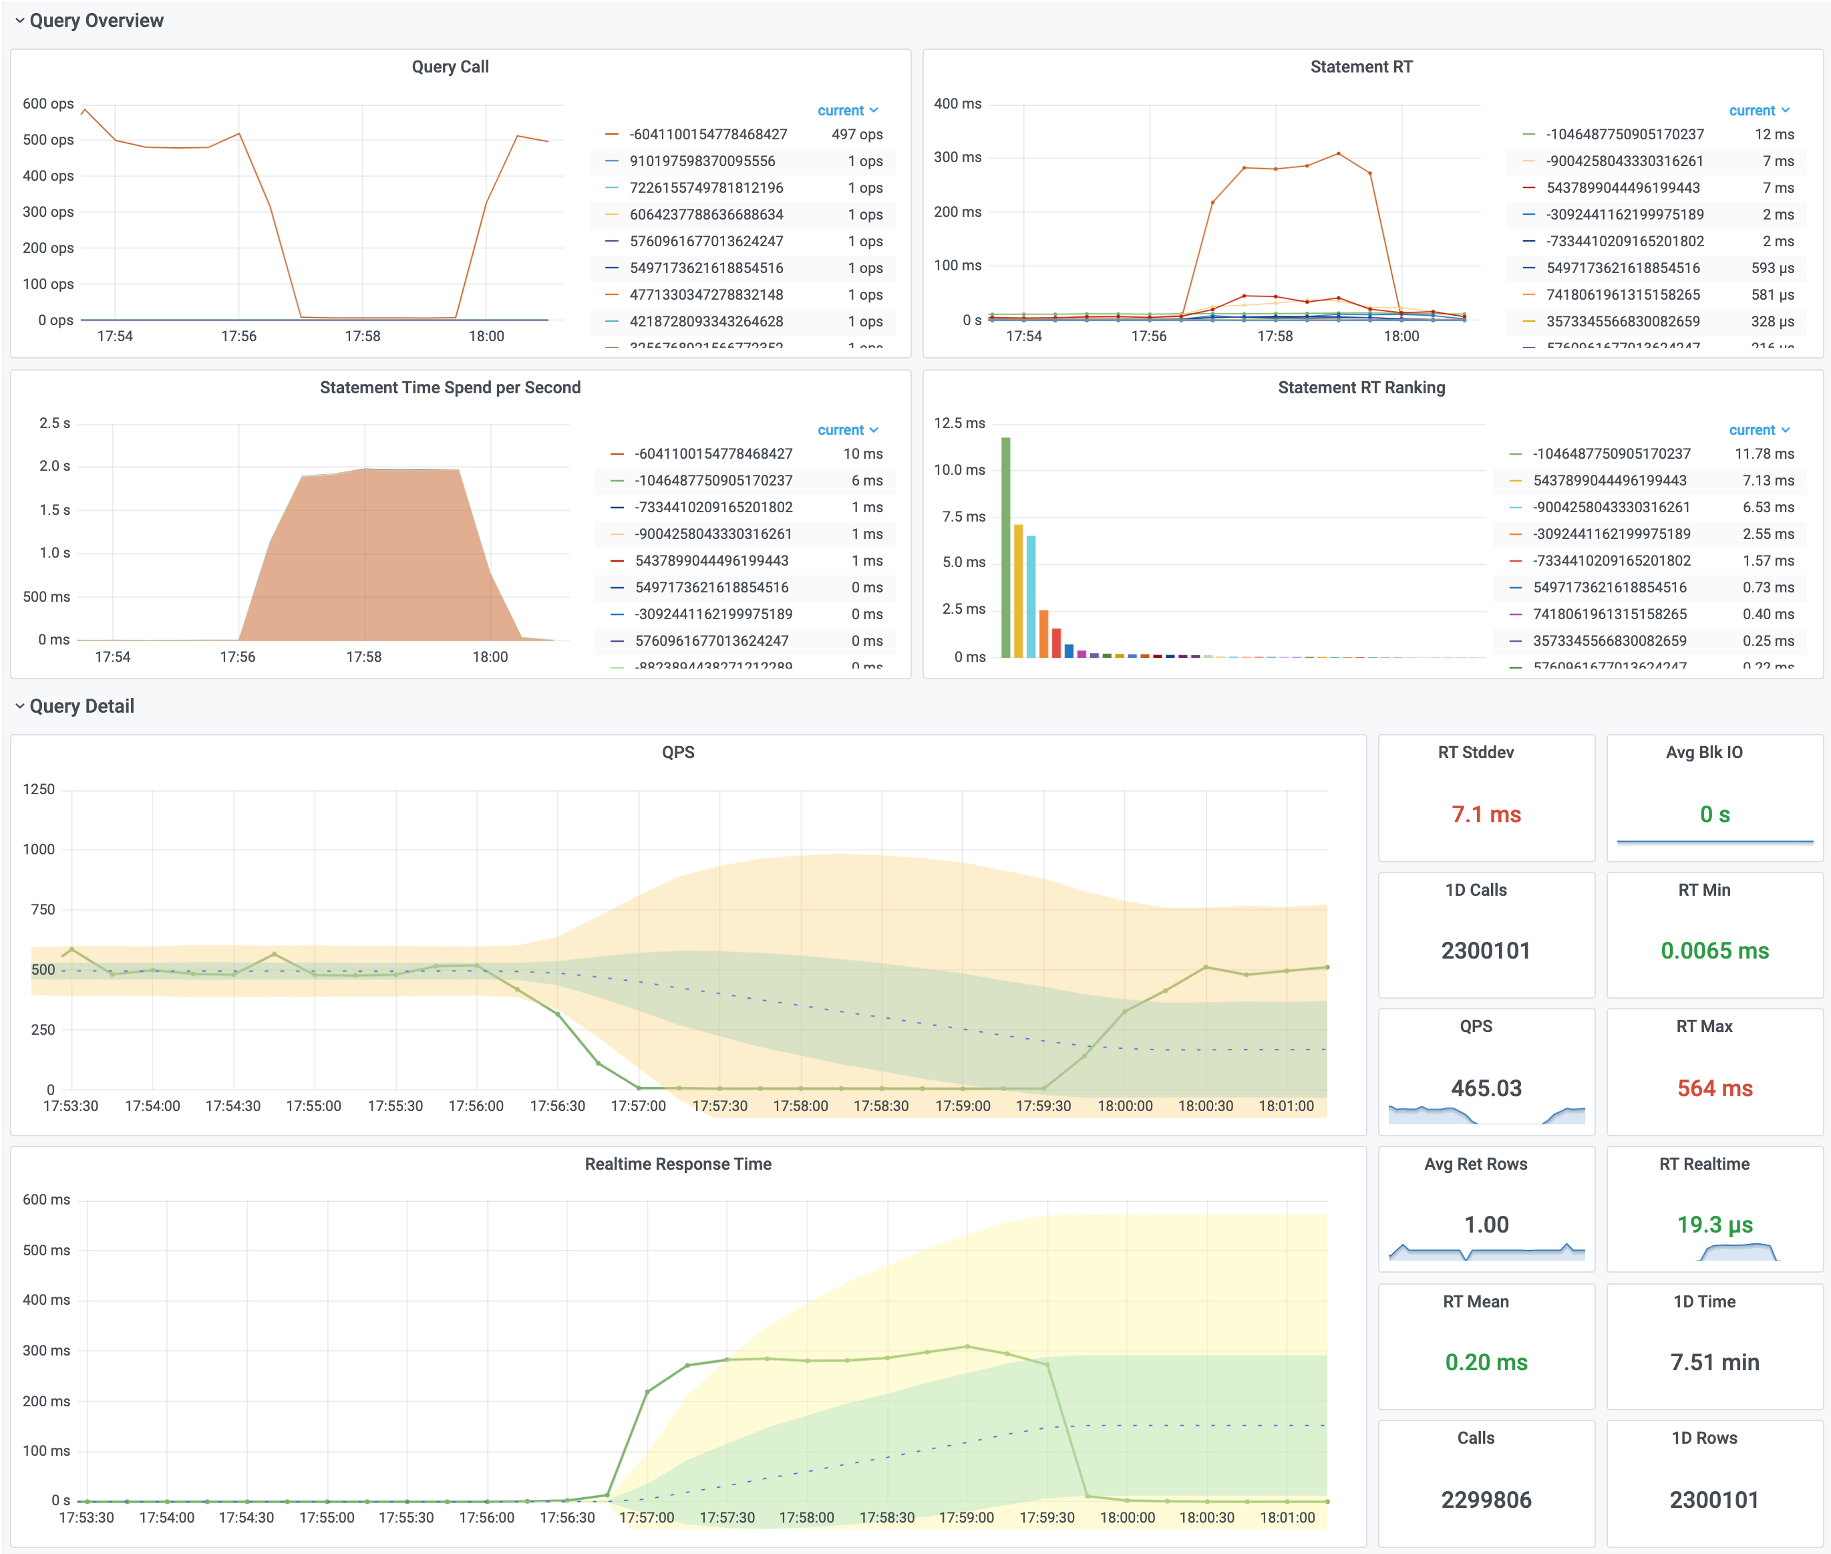 Query Overview
Query Call
600 ops
500 ops
400 ops
300 ops
200 ops
100 ops
0 ops
17:54
17:56
17:58
18:00
current
-6041100154778468427 497 ops
910197598370095556 1 ops
7226155749781812196 1 ops
6064237788636688634 1 ops
5760961677013624247 1 ops
5497173621618854516 1 ops
4771330347278832148 1 ops
4218728093343264628 1 ops
Statement RT
400 ms
300 ms
200 ms
100 ms
0 s
17:54
17:56
17:58
18:00
current
-1046487750905170237 12 ms
-9004258043330316261 7 ms
5437899044496199443 7 ms
-3092441162199975189 2 ms
-7334410209165201802 2 ms
5497173621618854516 593 µs
7418061961315158265 581 µs
3573345566830082659 328 µs
5760961677013624247 216 µs
Statement Time Spend per Second
2.5 s
2.0 s
1.5 s
1.0 s
500 ms
0 ms
17:54
17:56
17:58
18:00
current
-6041100154778468427 10 ms
-1046487750905170237 6 ms
-7334410209165201802 1 ms
-9004258043330316261 1 ms
5437899044496199443 1 ms
5497173621618854516 0 ms
-3092441162199975189 0 ms
5760961677013624247 0 ms
-8823894438271212289 0 ms
Statement RT Ranking
12.5 ms
10.0 ms
7.5 ms
5.0 ms
2.5 ms
0 ms
current
-1046487750905170237 11.78 ms
5437899044496199443 7.13 ms
-9004258043330316261 6.53 ms
-3092441162199975189 2.55 ms
-7334410209165201802 1.57 ms
5497173621618854516 0.73 ms
7418061961315158265 0.40 ms
3573345566830082659 0.25 ms
5760961677013624247 0.22 ms
Query Detail
QPS
1250
1000
750
500
250
0
17:53:30
17:54:00
17:54:30
17:55:00
17:55:30
17:56:00
17:56:30
17:57:00
17:57:30
17:58:00
17:58:30
17:59:00
17:59:30
18:00:00
18:00:30
18:01:00
RT Stddev
7.1 ms
Avg Blk IO
0 s
1D Calls
2300101
RT Min
0.0065 ms
QPS
465.03
RT Max
564 ms
Realtime Response Time
600 ms
500 ms
400 ms
300 ms
200 ms
100 ms
0 s
17:53:30
17:54:00
17:54:30
17:55:00
17:55:30
17:56:00
17:56:30
17:57:00
17:57:30
17:58:00
17:58:30
17:59:00
17:59:30
18:00:00
18:00:30
18:01:00
Avg Ret Rows
1.00
RT Realtime
19.3 µs
RT Mean
0.20 ms
1D Time
7.51 min
Calls
2299806
1D Rows
2300101